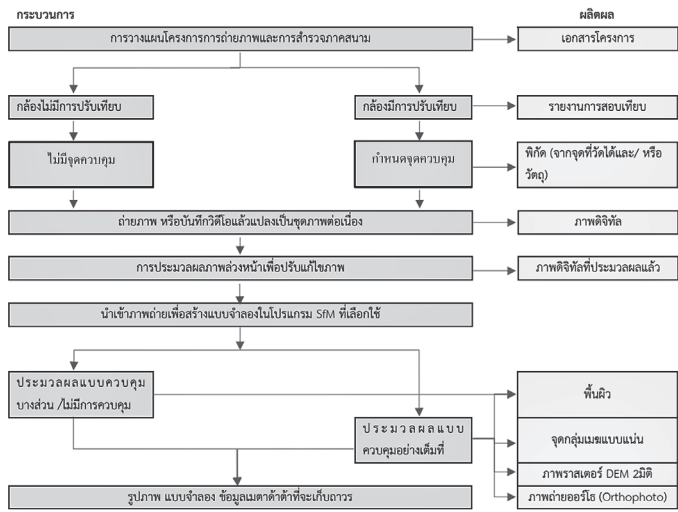 กระบวนการ
ผลิตผล
การวางแผนโครงการการถ่ายภาพและการสำรวจภาคสนาม
เอกสารโครงการ
กล้องไม่มีการปรับเทียบ
กล้องมีการปรับเทียบ
รายงานการสอบเทียบ
ไม่มีจุดควบคุม
กำหนดจุดควบคุม
พิกัด (จากจุดที่วัดได้และ/ หรือ
วัตถุ)
ถ่ายภาพ หรือบันทึกวิดีโอแล้วแปลงเป็นชุดภาพต่อเนื่อง
ภาพดิจิทัล
การประมวลผลภาพล่วงหน้าเพื่อปรับแก้ไขภาพ
ภาพดิจิทัลที่ประมวลผลแล้ว
นำเข้าภาพถ่ายเพื่อสร้างแบบจำลองในโปรแกรม SfM ที่เลือกใช้
ประมวลผลแบบควบคุม
บางส่วน /ไม่มีการควบคุม
พื้นผิว
ประมวลผลแบบ
ควบคุมอย่างเต็มที่
จุดกลุ่มเมฆแบบแน่น
ภาพราสเตอร์ DEM 2มิติ
รูปภาพ แบบจำลอง ข้อมูลเมตาด้าต้าที่จะเก็บถาวร
ภาพถ่ายออร์โธ (Orthophoto)